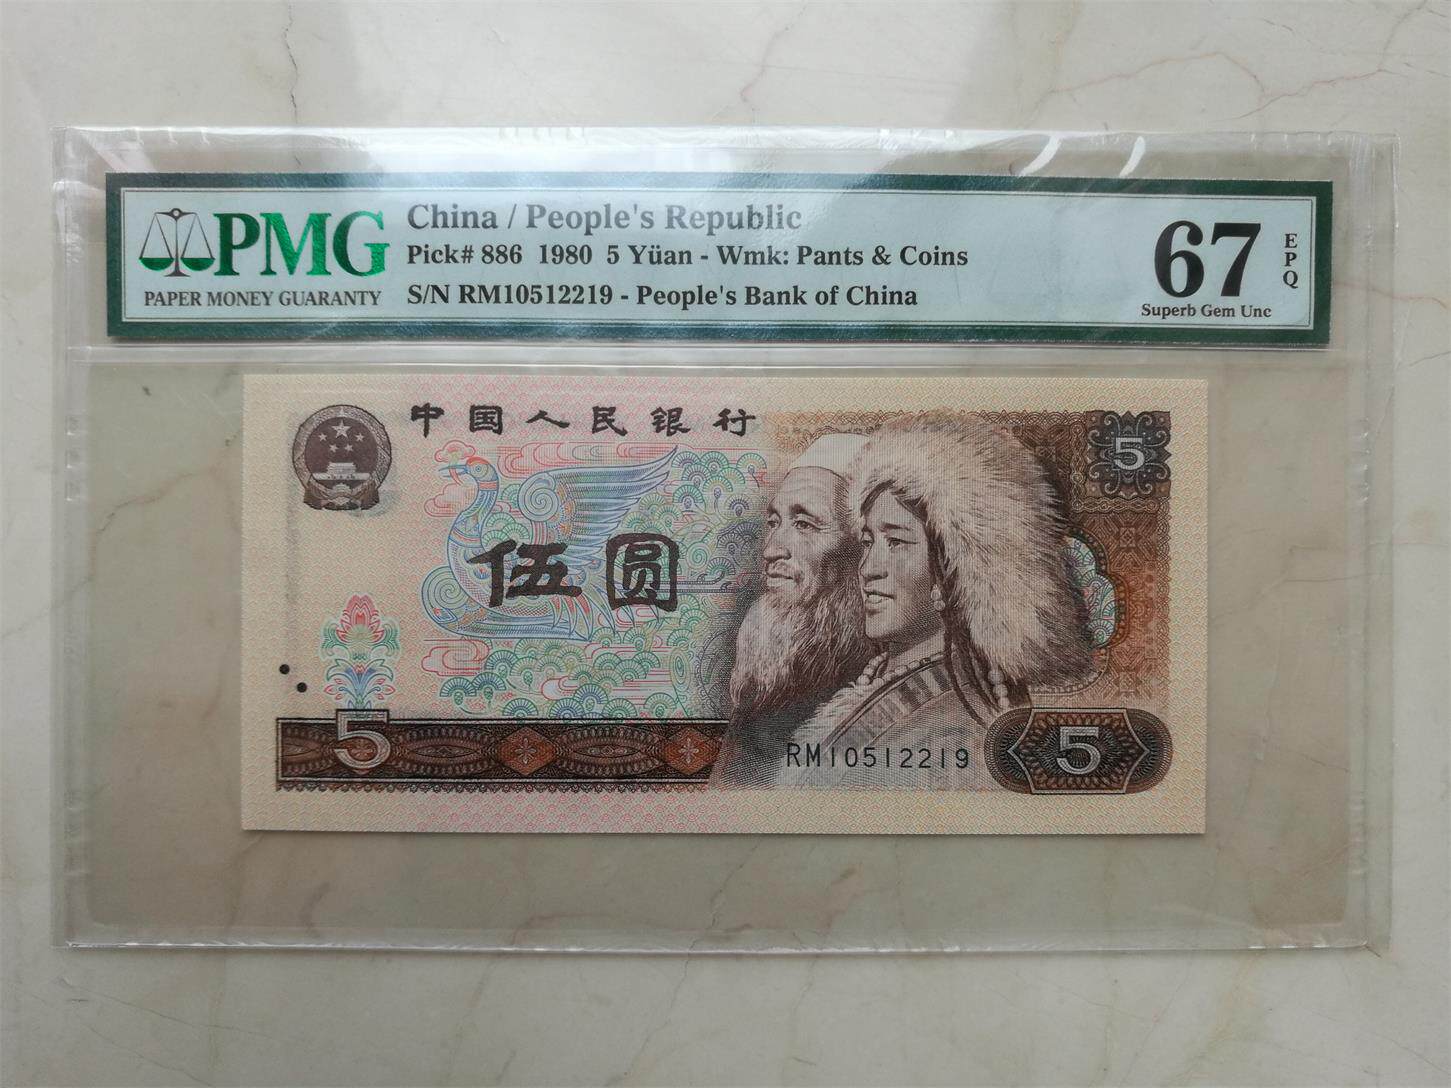 PMG
PAPER MONEY GUARANTY
China / People's Republic
Pick# 886 1980 5 Yüan - Wmk: Pants & Coins
S/N RM10512219 - People's Bank of China
67
EPQ
Superb Gem Unc
中国人民银行
5
伍圆
5
RM10512219
5